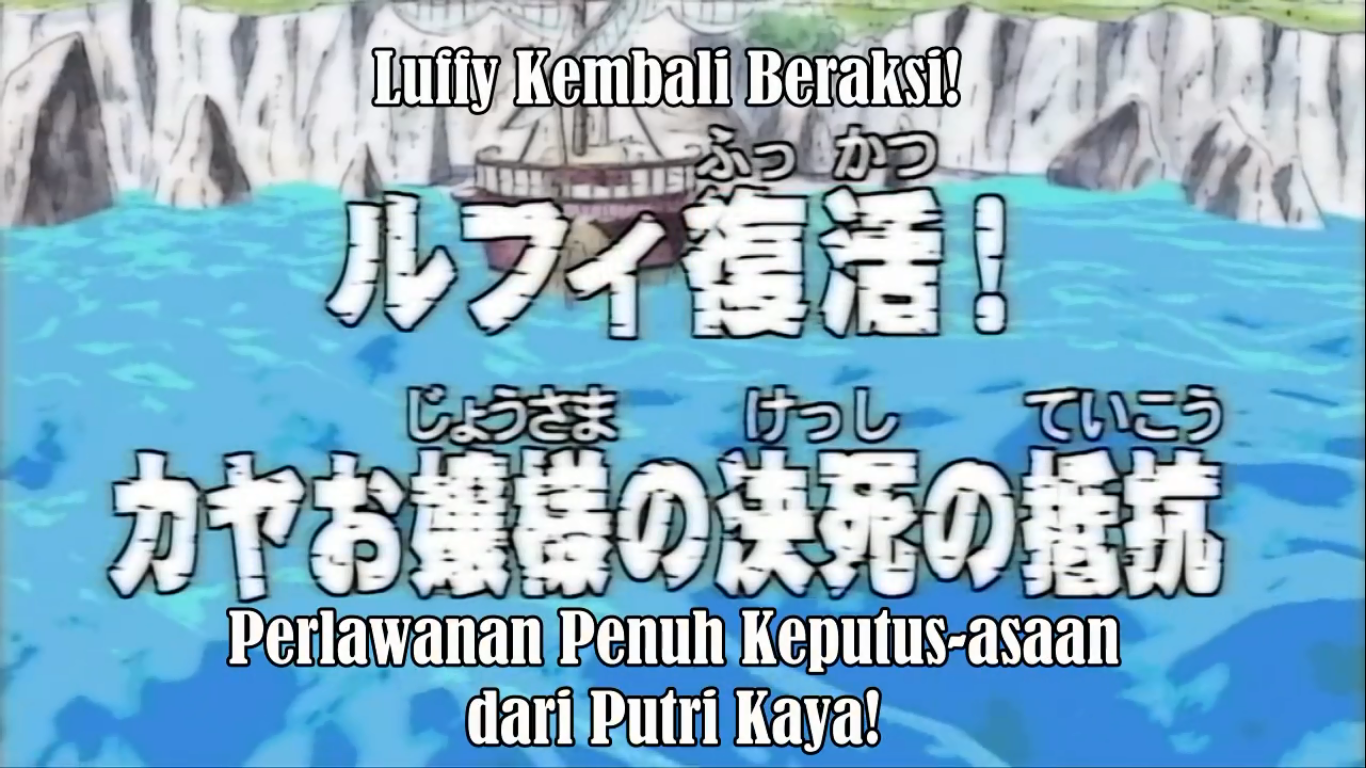 Luffy Kembali Beraksi!
ふっ かつ
ルフィ復活!
じょうさま けっし ていこう
カヤお嬢様の決死の抵抗
Perlawanan Penuh Keputus-asaan
dari Putri Kaya!